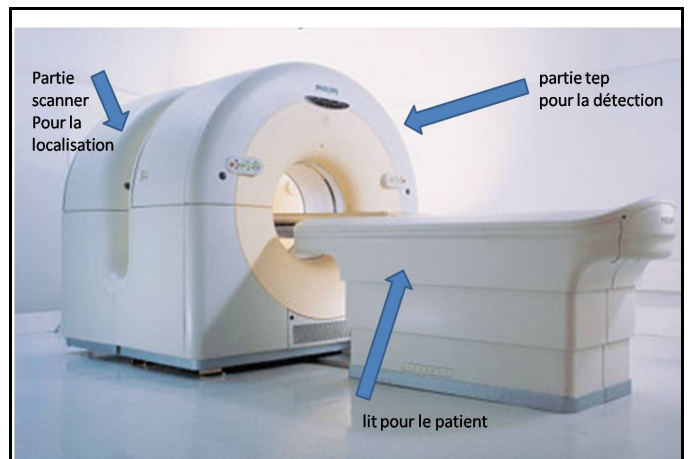 Partie
scanner
Pour la
localisation
partie tep
pour la détection
PHILIPS
lit pour le patient